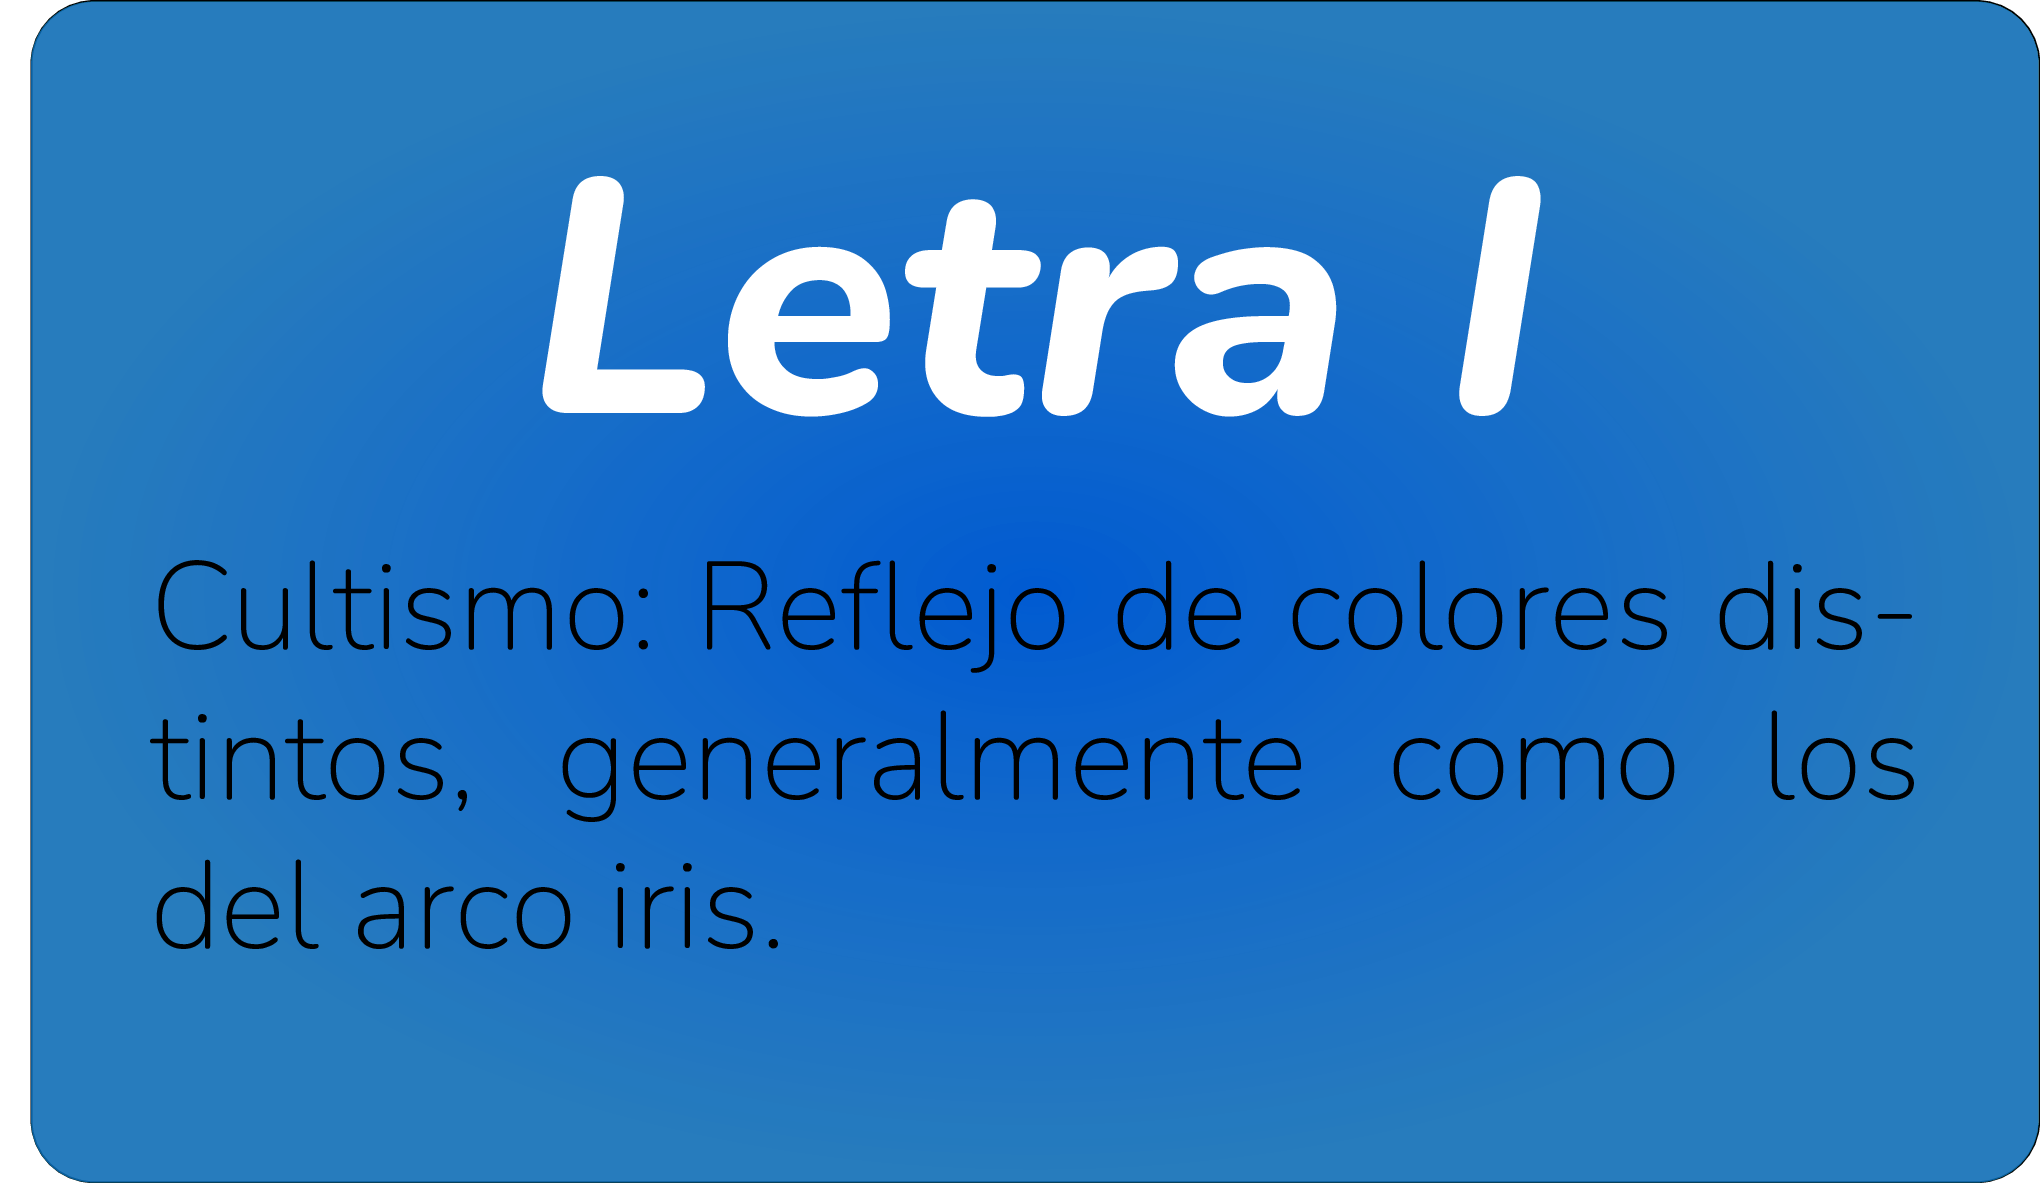 Letra I
Cultismo: Reflejo de colores dis-
tintos, generalmente como los
del arco iris.